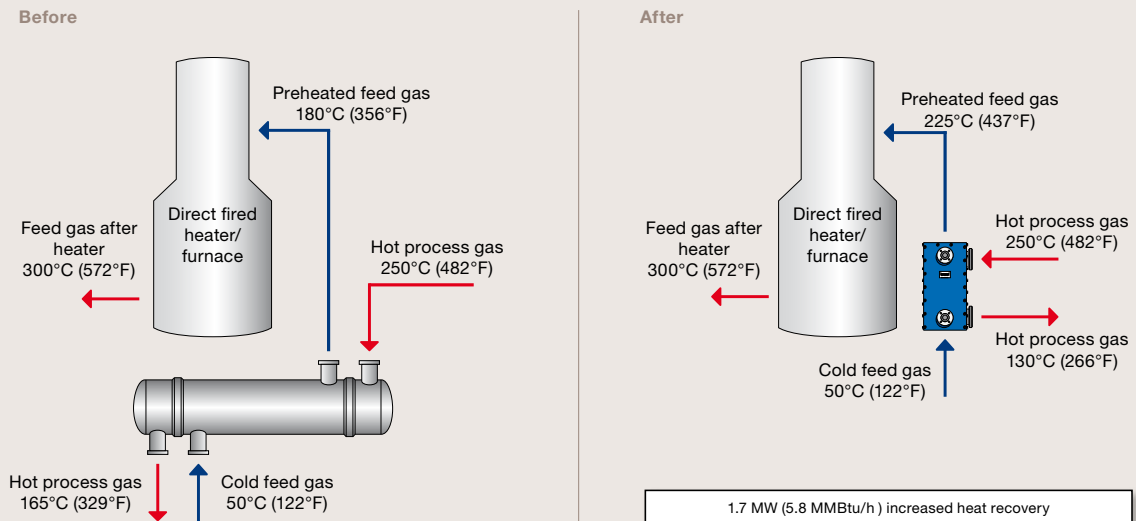 Before
Preheated feed gas
180°C (356°F)
Direct fired
heater/
furnace
Feed gas after
heater
300°C (572°F)
Hot process gas
250°C (482°F)
Hot process gas
165°C (329°F)
Cold feed gas
50°C (122°F)
After
Preheated feed gas
225°C (437°F)
Direct fired
heater/
furnace
Feed gas after
heater
300°C (572°F)
Hot process gas
250°C (482°F)
Hot process gas
130°C (266°F)
Cold feed gas
50°C (122°F)
1.7 MW (5.8 MMBtu/h ) increased heat recovery